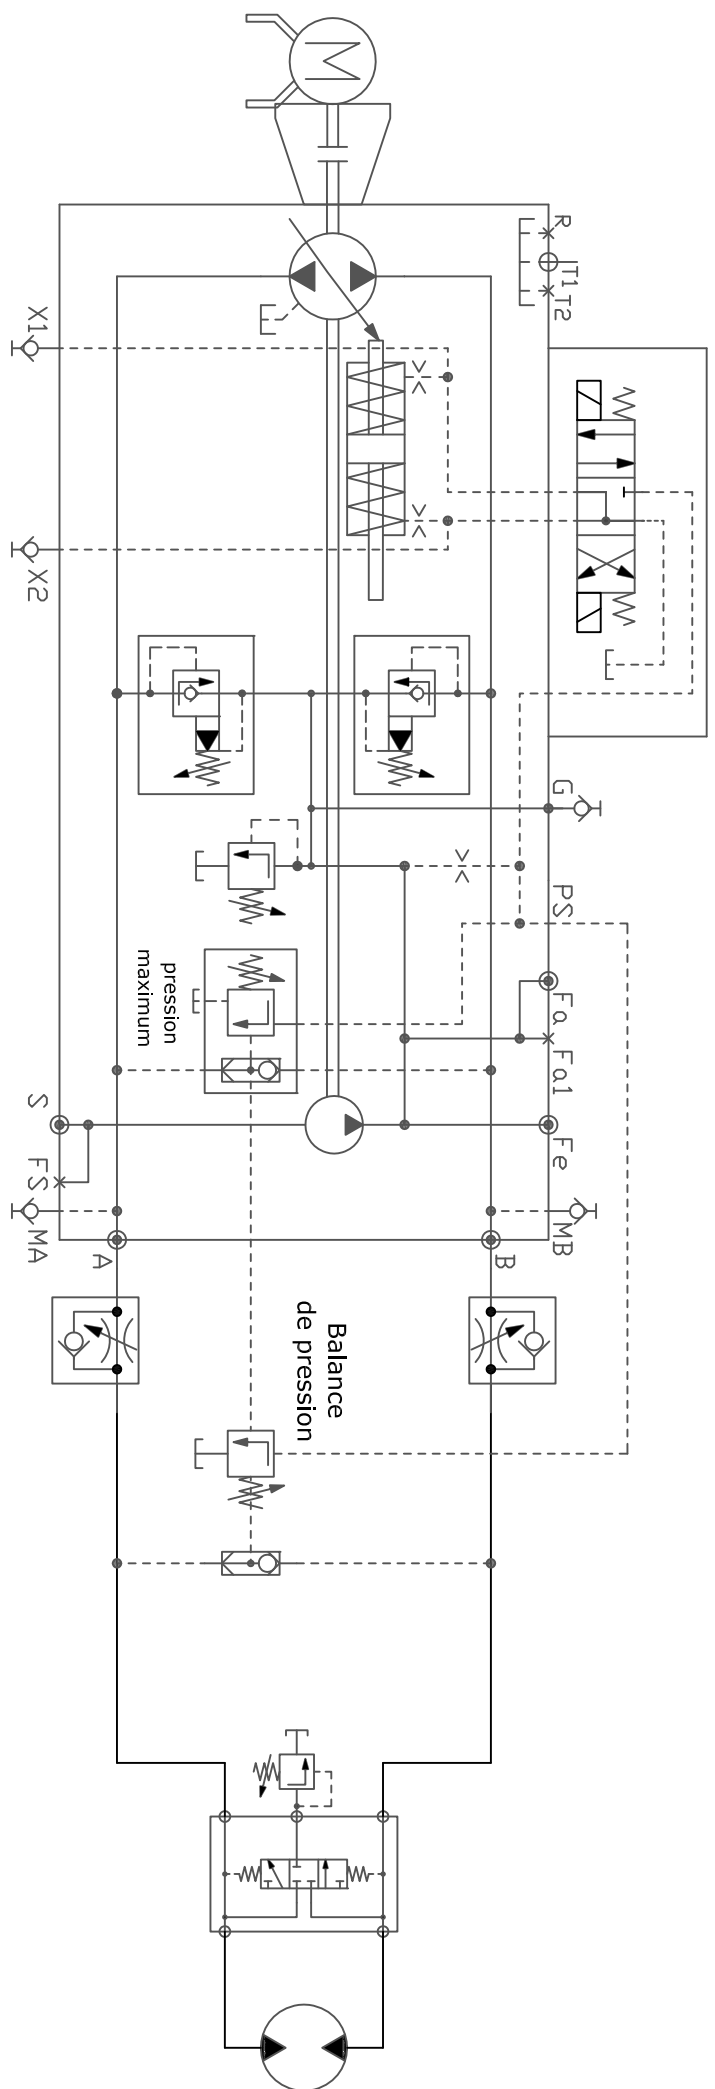 M
R
T1
T2
X1
X2
G
PS
pression
maximum
Fa
Fa1
S
Fe
FS
MA
MB
A
B
Balance
de pression